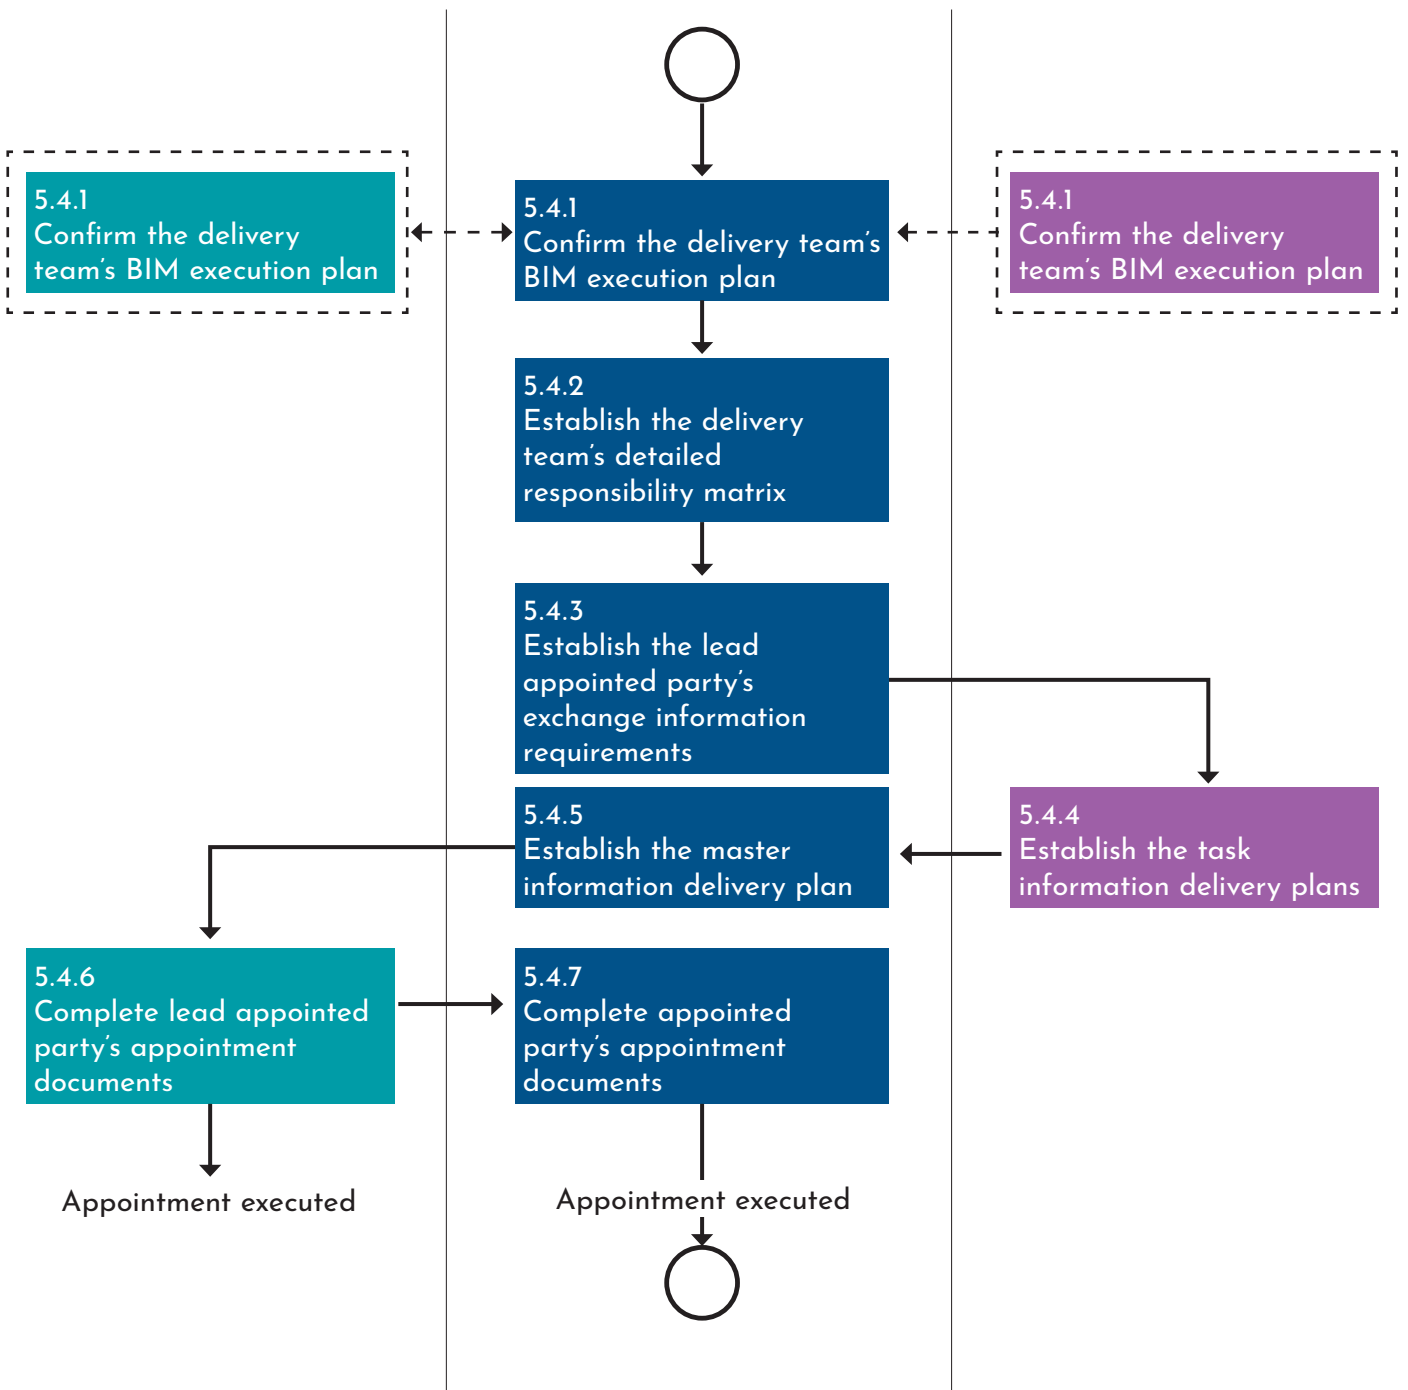 5.4.1
Confirm the delivery
team's BIM execution plan
5.4.1
Confirm the delivery team's
BIM execution plan
5.4.1
Confirm the delivery
team's BIM execution plan
5.4.2
Establish the delivery
team's detailed
responsibility matrix
5.4.3
Establish the lead
appointed party's
exchange information
requirements
5.4.4
Establish the task
information delivery plans
5.4.5
Establish the master
information delivery plan
5.4.6
Complete lead appointed
party's appointment
documents
5.4.7
Complete appointed
party's appointment
documents
Appointment executed
Appointment executed